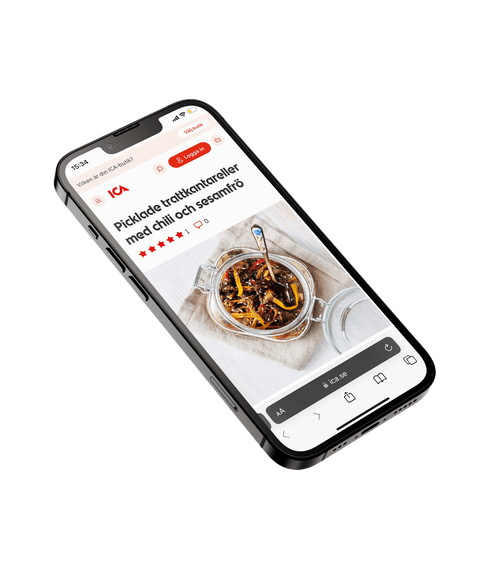 15:34
Vilken är din ICA-butik?
Välj butik
ICA
Logga in
Picklade trattkantareller
med chili och sesamfrö
1
0
AA
ica.se